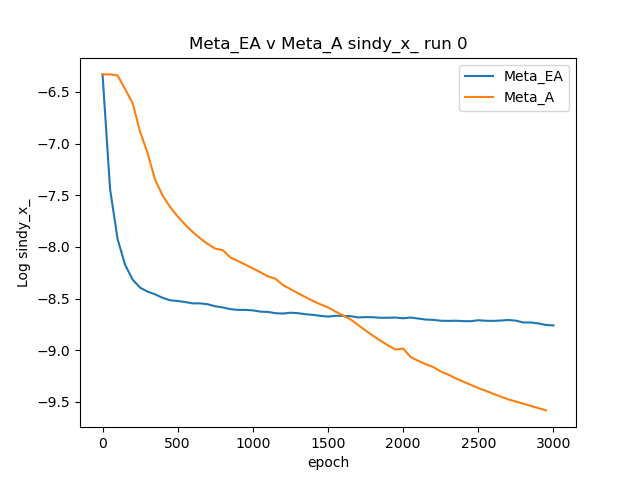 Meta_EA v Meta_A sindy_x_ run 0
Meta_EA
Meta_A
Log sindy_x_
−6.5
−7.0
−7.5
−8.0
−8.5
−9.0
−9.5
0
500
1000
1500
2000
2500
3000
epoch